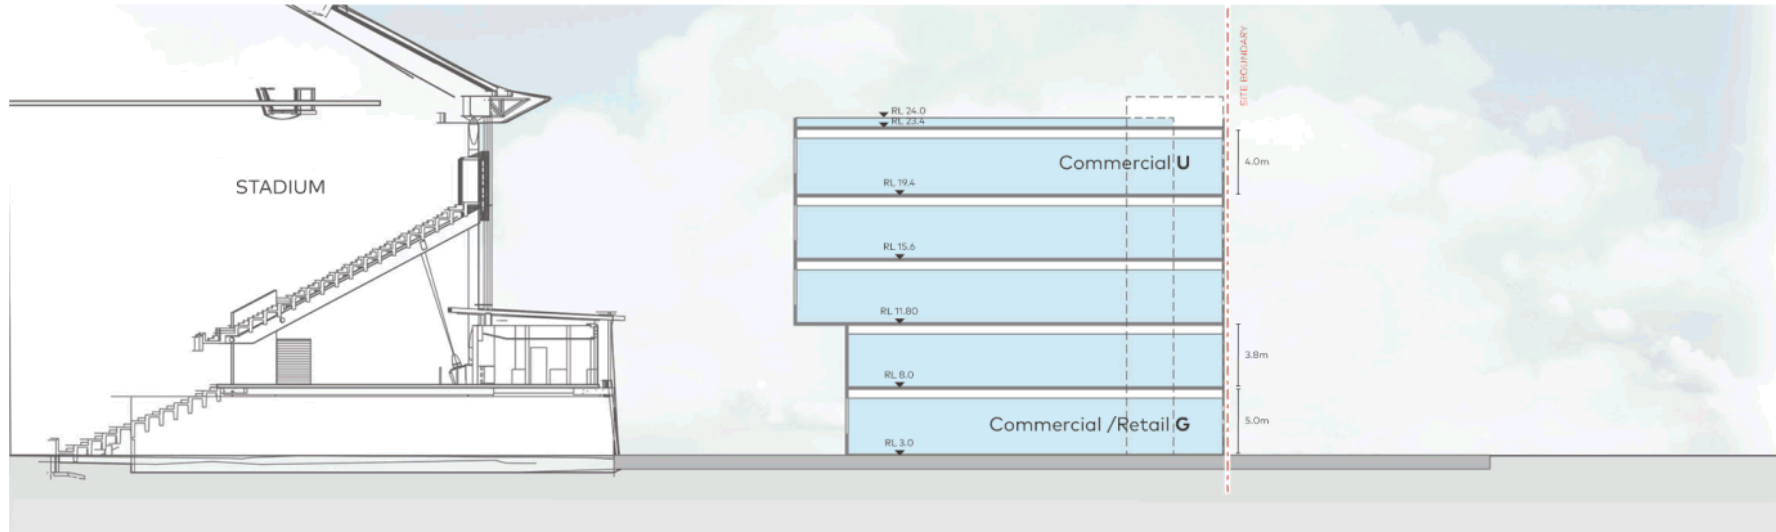 SITE BOUNDARY
RL 24.0
RL 23.4
Commercial U
4.0m
STADIUM
RL 19.4
RL 15.6
RL 11.80
3.8m
RL 8.0
Commercial /Retail G
5.0m
RL 3.0